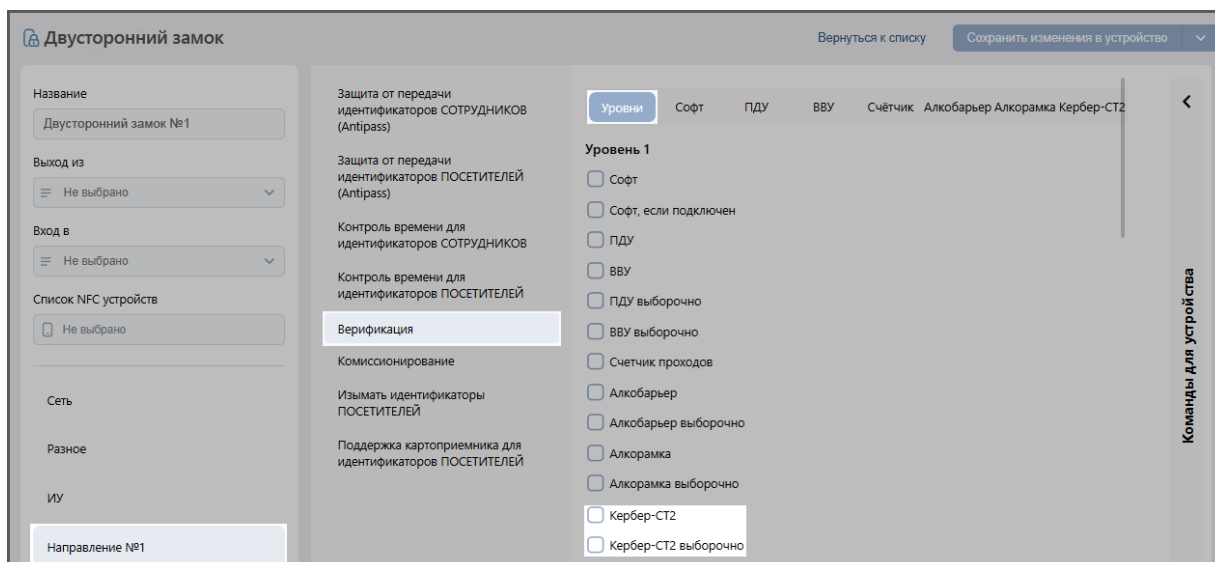 Двусторонний замок
Вернуться к списку
Сохранить изменения в устройство
Название
Двусторонний замок №1
Выход из
Не выбрано
Вход в
Не выбрано
Список NFC устройств
Не выбрано
Сеть
Разное
ИУ
Направление №1
Защита от передачи
идентификаторов СОТРУДНИКОВ
(Antipass)
Защита от передачи
идентификаторов ПОСЕТИТЕЛЕЙ
(Antipass)
Контроль времени для
идентификаторов СОТРУДНИКОВ
Контроль времени для
идентификаторов ПОСЕТИТЕЛЕЙ
Верификация
Комиссионирование
Изымать идентификаторы
ПОСЕТИТЕЛЕЙ
Поддержка картоприемника для
идентификаторов ПОСЕТИТЕЛЕЙ
Уровни Софт ПДУ ВВУ Счётчик Алкобарьер Алкорамка Кербер-СТ2
Уровень 1
Софт
Софт, если подключен
ПДУ
ВВУ
ПДУ выборочно
ВВУ выборочно
Счетчик проходов
Алкобарьер
Алкобарьер выборочно
Алкорамка
Алкорамка выборочно
Кербер-СТ2
Кербер-СТ2 выборочно
Команды для устройства